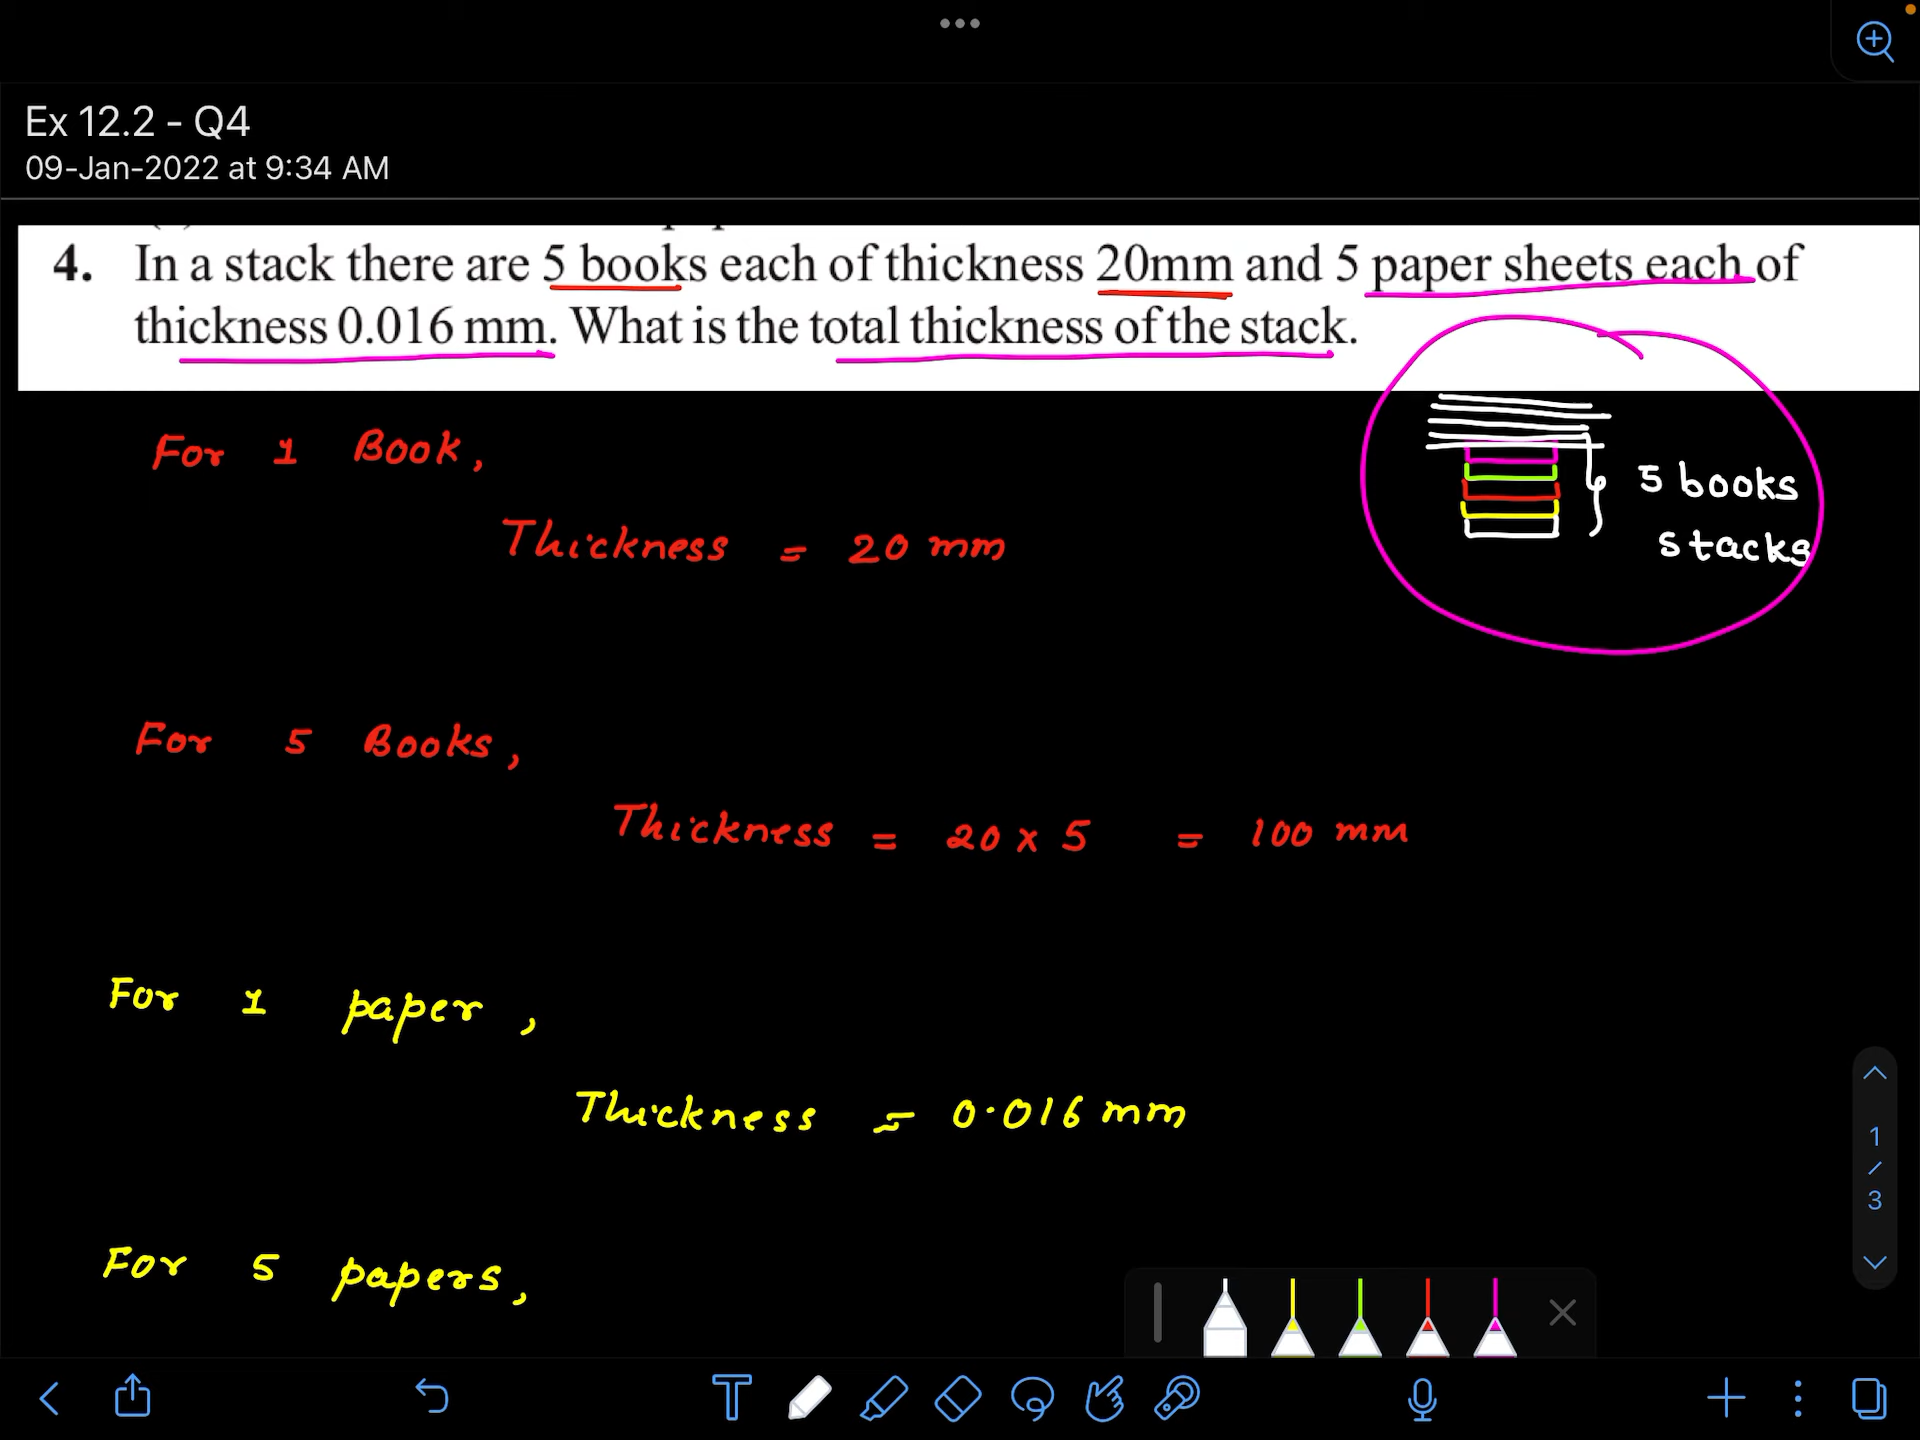 Ex 12.2 - Q4
09-Jan-2022 at 9:34 AM
4. In a stack there are 5 books each of thickness 20mm and 5 paper sheets each of
thickness 0.016 mm. What is the total thickness of the stack.
5 books
stacks
For 1 Book,
Thickness = 20 mm
For 5 Books,
Thickness = 20 x 5 = 100 mm
For 1 paper,
Thickness = 0.016 mm
For 5 papers,
1
/
3